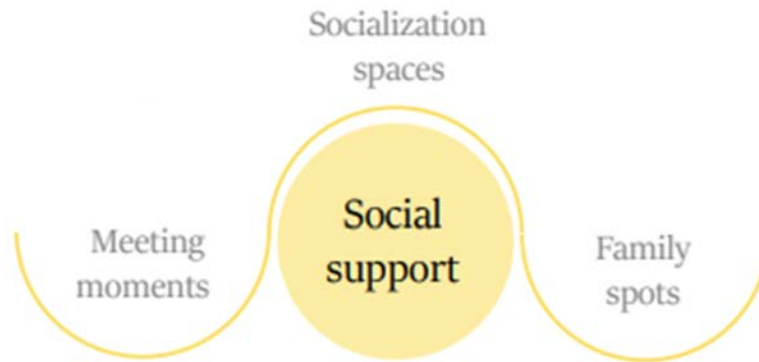 Socialization
spaces
Meeting
moments
Social
support
Family
spots